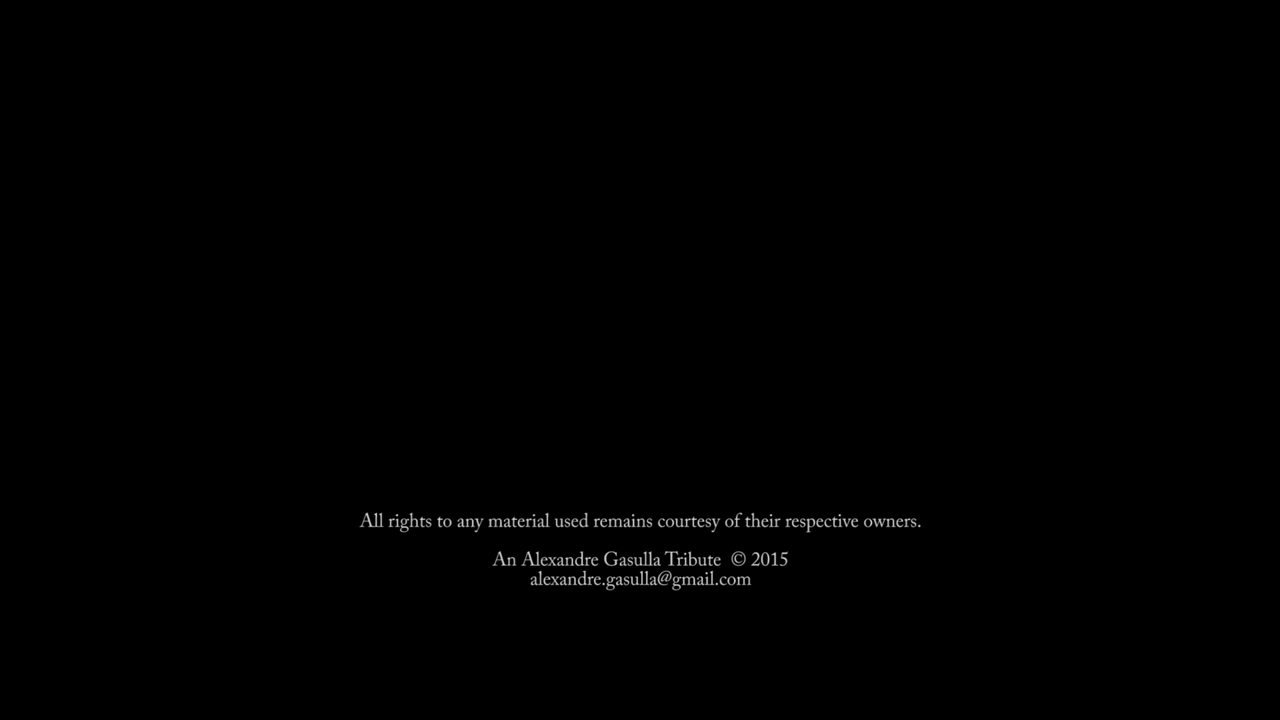 All rights to any material used remains courtesy of their respective owners.
An Alexandre Gasulla Tribute © 2015
alexandre.gasulla@gmail.com